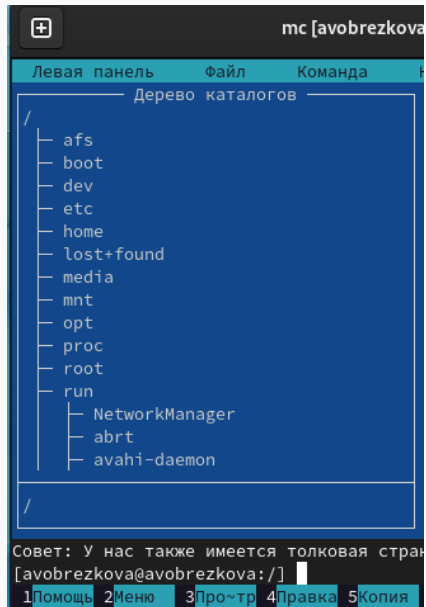 mc [avobrezkova
Левая панель Файл Команда
Дерево каталогов
/
afs
boot
dev
etc
home
lost+found
media
mnt
opt
proc
root
run
NetworkManager
abrt
avahi-daemon
/
Совет: У нас также имеется толковая стран
[avobrezkova@avobrezkova:/]
1Помощь 2Меню 3Про~тр 4Правка 5Копия